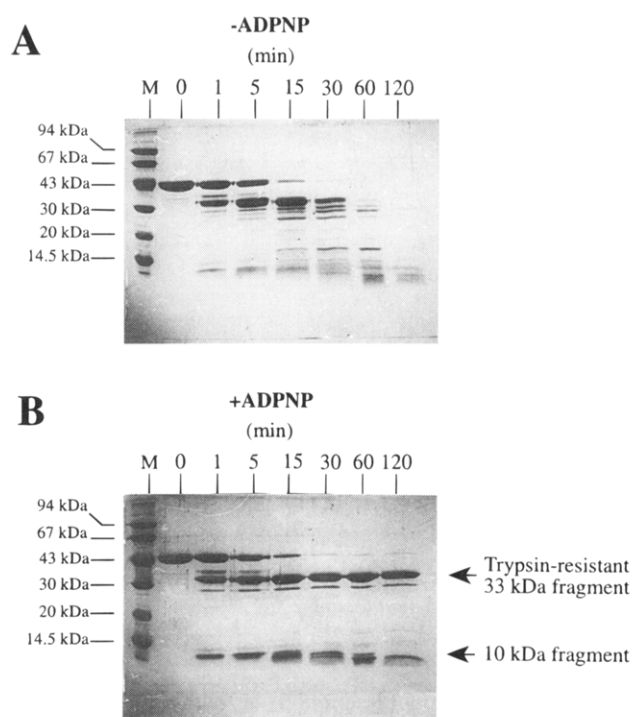 A
-ADPNP
(min)
M 0 1 5 15 30 60 120
94 kDa
67 kDa
43 kDa
30 kDa
20 kDa
14.5 kDa
B
+ADPNP
(min)
M 0 1 5 15 30 60 120
94 kDa
67 kDa
43 kDa
30 kDa
20 kDa
14.5 kDa
Trypsin-resistant
33 kDa fragment
10 kDa fragment